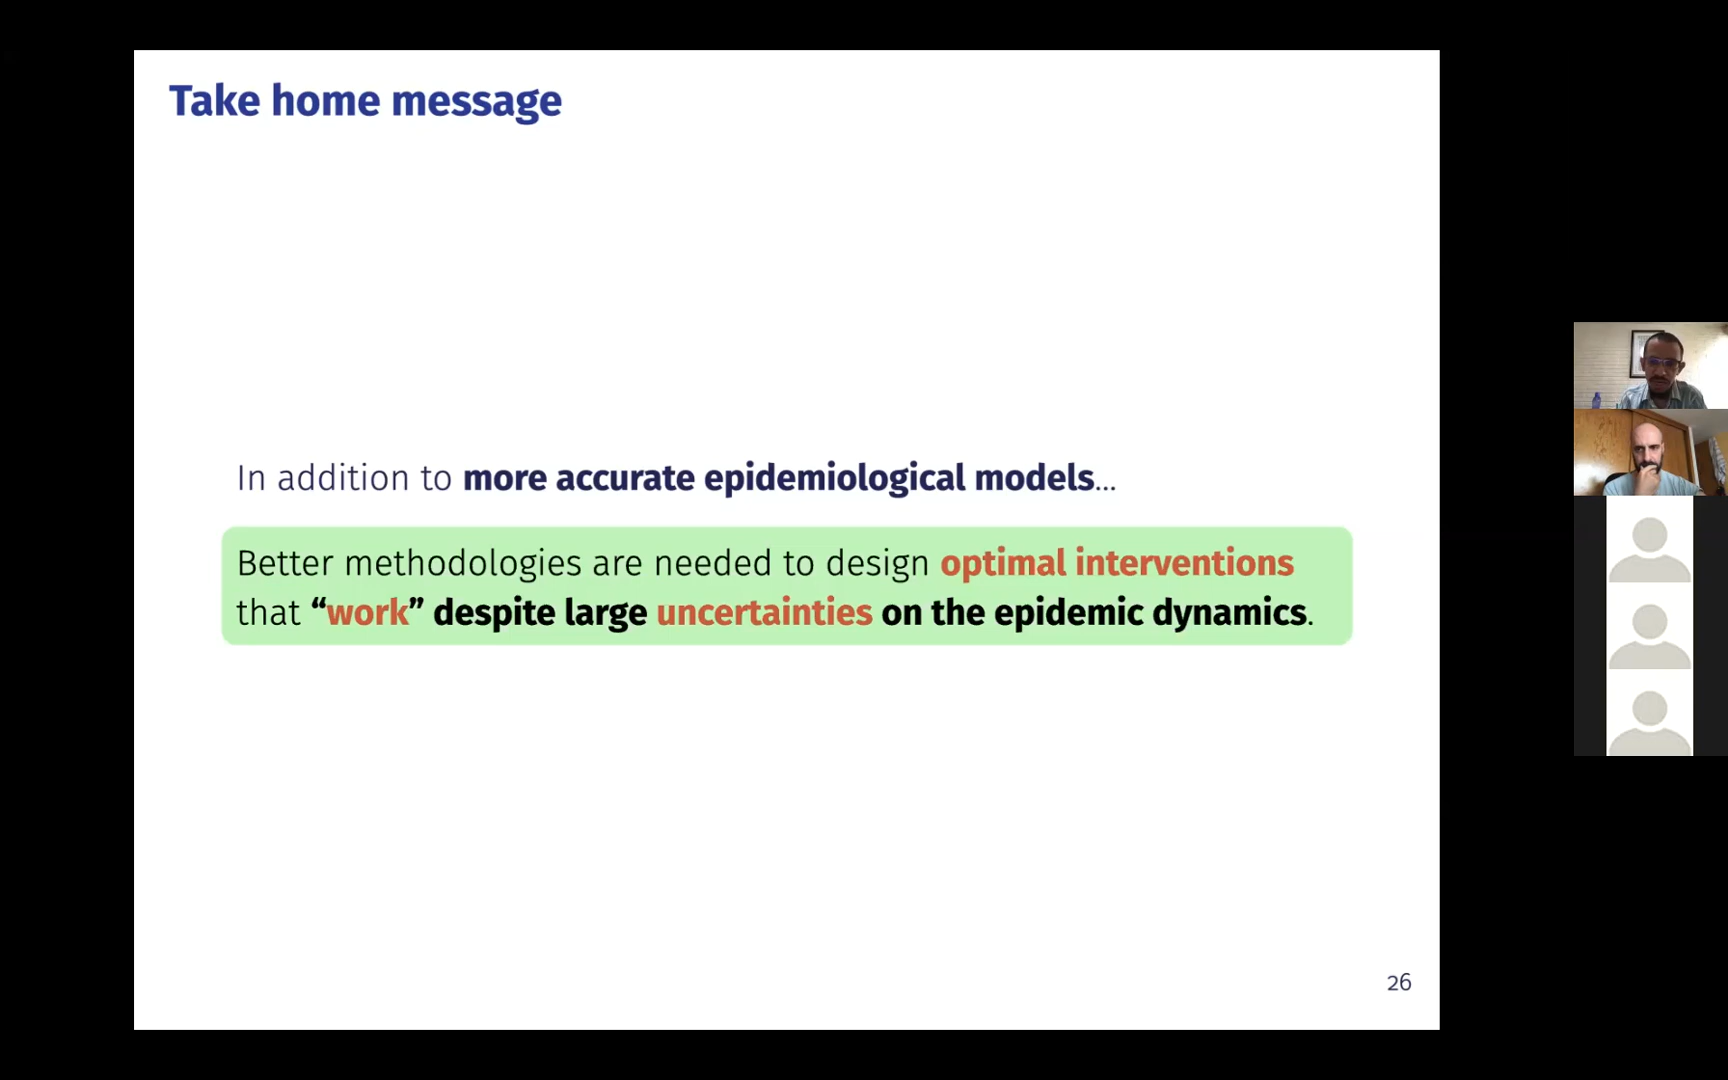 Take home message
In addition to more accurate epidemiological models...
Better methodologies are needed to design optimal interventions
that “work” despite large uncertainties on the epidemic dynamics.
26